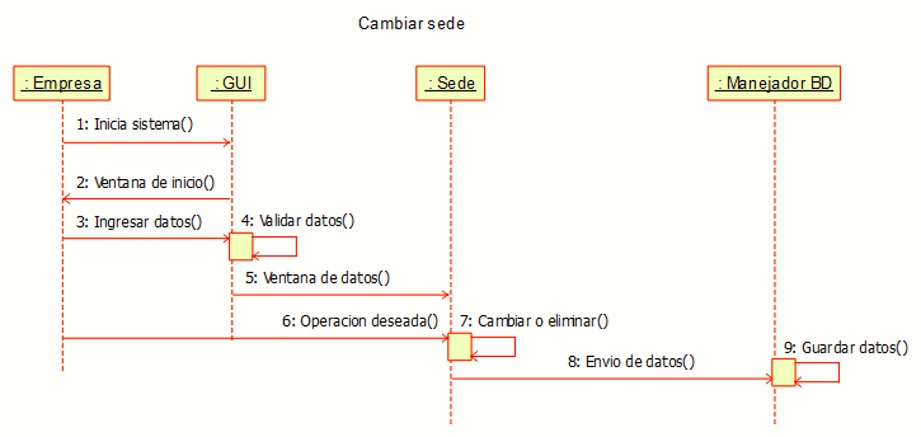 Cambiar sede
: Empresa
: GUI
: Sede
: Manejador BD
1: Inicia sistema()
2: Ventana de inicio()
3: Ingresar datos()
4: Validar datos()
5: Ventana de datos()
6: Operacion deseada()
7: Cambiar o eliminar()
8: Envio de datos()
9: Guardar datos()